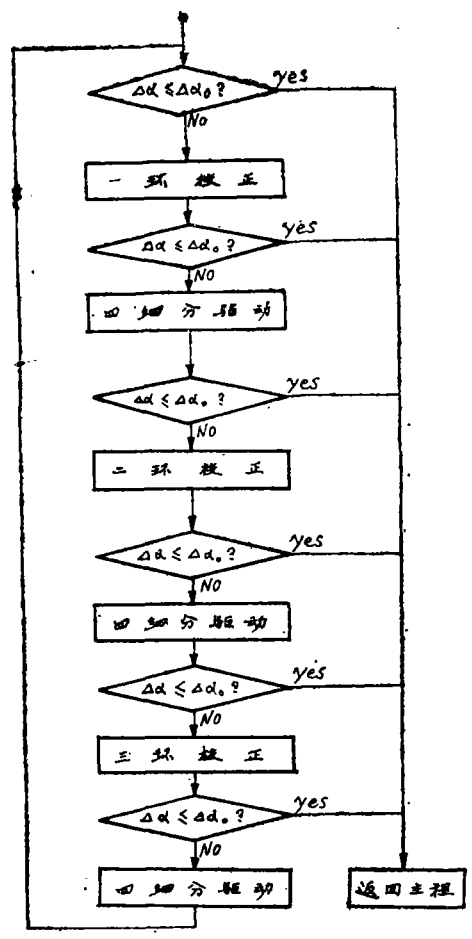 Δα≤Δα₀?
yes
NO
一环校正
Δα≤Δα₀?
yes
NO
四细分驱动
Δα≤Δα₀?
yes
NO
二环校正
Δα≤Δα₀?
yes
NO
四细分驱动
Δα≤Δα₀?
yes
NO
三环校正
Δα≤Δα₀?
yes
NO
四细分驱动
返回主程